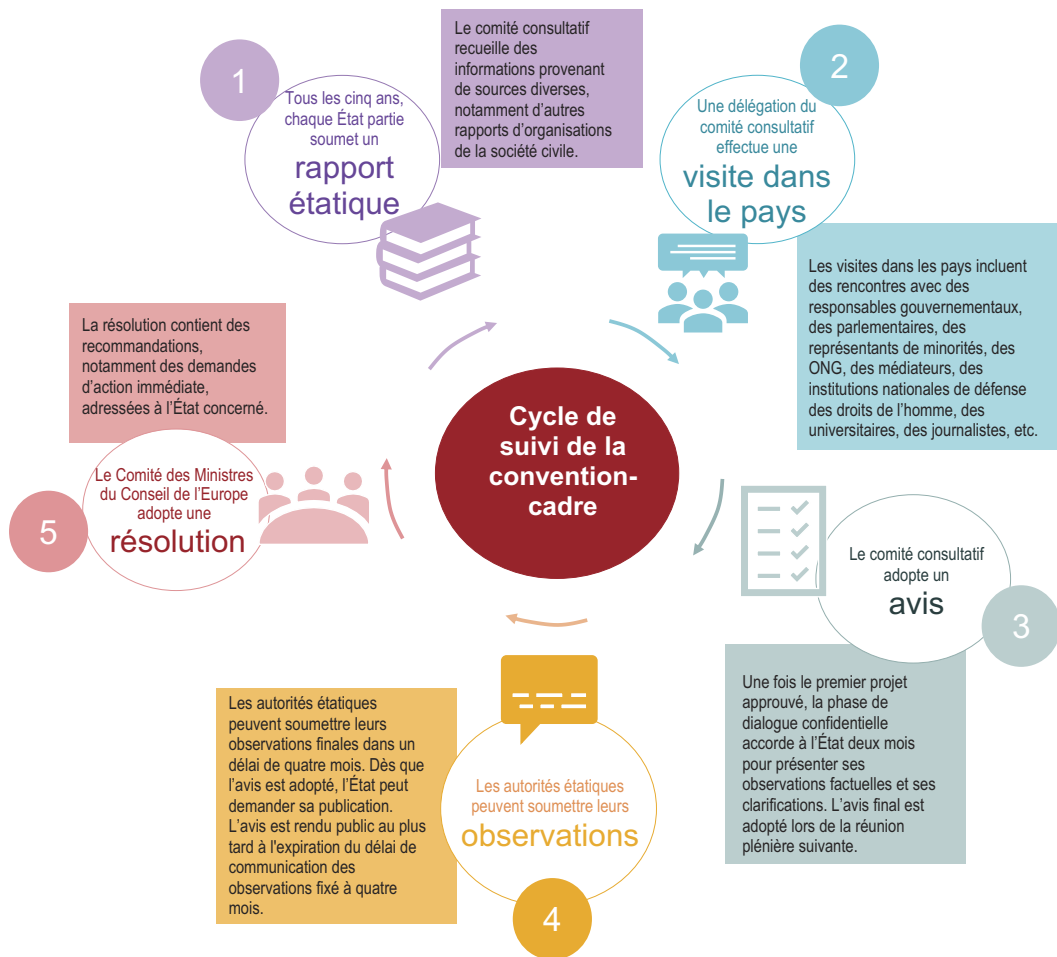 1
Tous les cinq ans,
chaque État partie
soumet un
rapport
étatique
Le comité consultatif
recueille des
informations provenant
de sources diverses,
notamment d'autres
rapports d'organisations
de la société civile.
2
Une délégation du
comité consultatif
effectue une
visite dans
le pays
Les visites dans les pays incluent
des rencontres avec des
responsables gouvernementaux,
des parlementaires, des
représentants de minorités, des
ONG, des médiateurs, des
institutions nationales de défense
des droits de l'homme, des
universitaires, des journalistes, etc.
Cycle de
suivi de la
convention-
cadre
Le comité consultatif
adopte un
avis
3
Une fois le premier projet
approuvé, la phase de
dialogue confidentielle
accorde à l'État deux mois
pour présenter ses
observations factuelles et ses
clarifications. L'avis final est
adopté lors de la réunion
plénière suivante.
Les autorités étatiques
peuvent soumettre leurs
observations
4
Les autorités étatiques
peuvent soumettre leurs
observations finales dans un
délai de quatre mois. Dès que
l'avis est adopté, l'État peut
demander sa publication.
L'avis est rendu public au plus
tard à l'expiration du délai de
communication des
observations fixé à quatre
mois.
La résolution contient des
recommandations,
notamment des demandes
d'action immédiate,
adressées à l'État concerné.
Le Comité des Ministres
du Conseil de l'Europe
adopte une
résolution
5